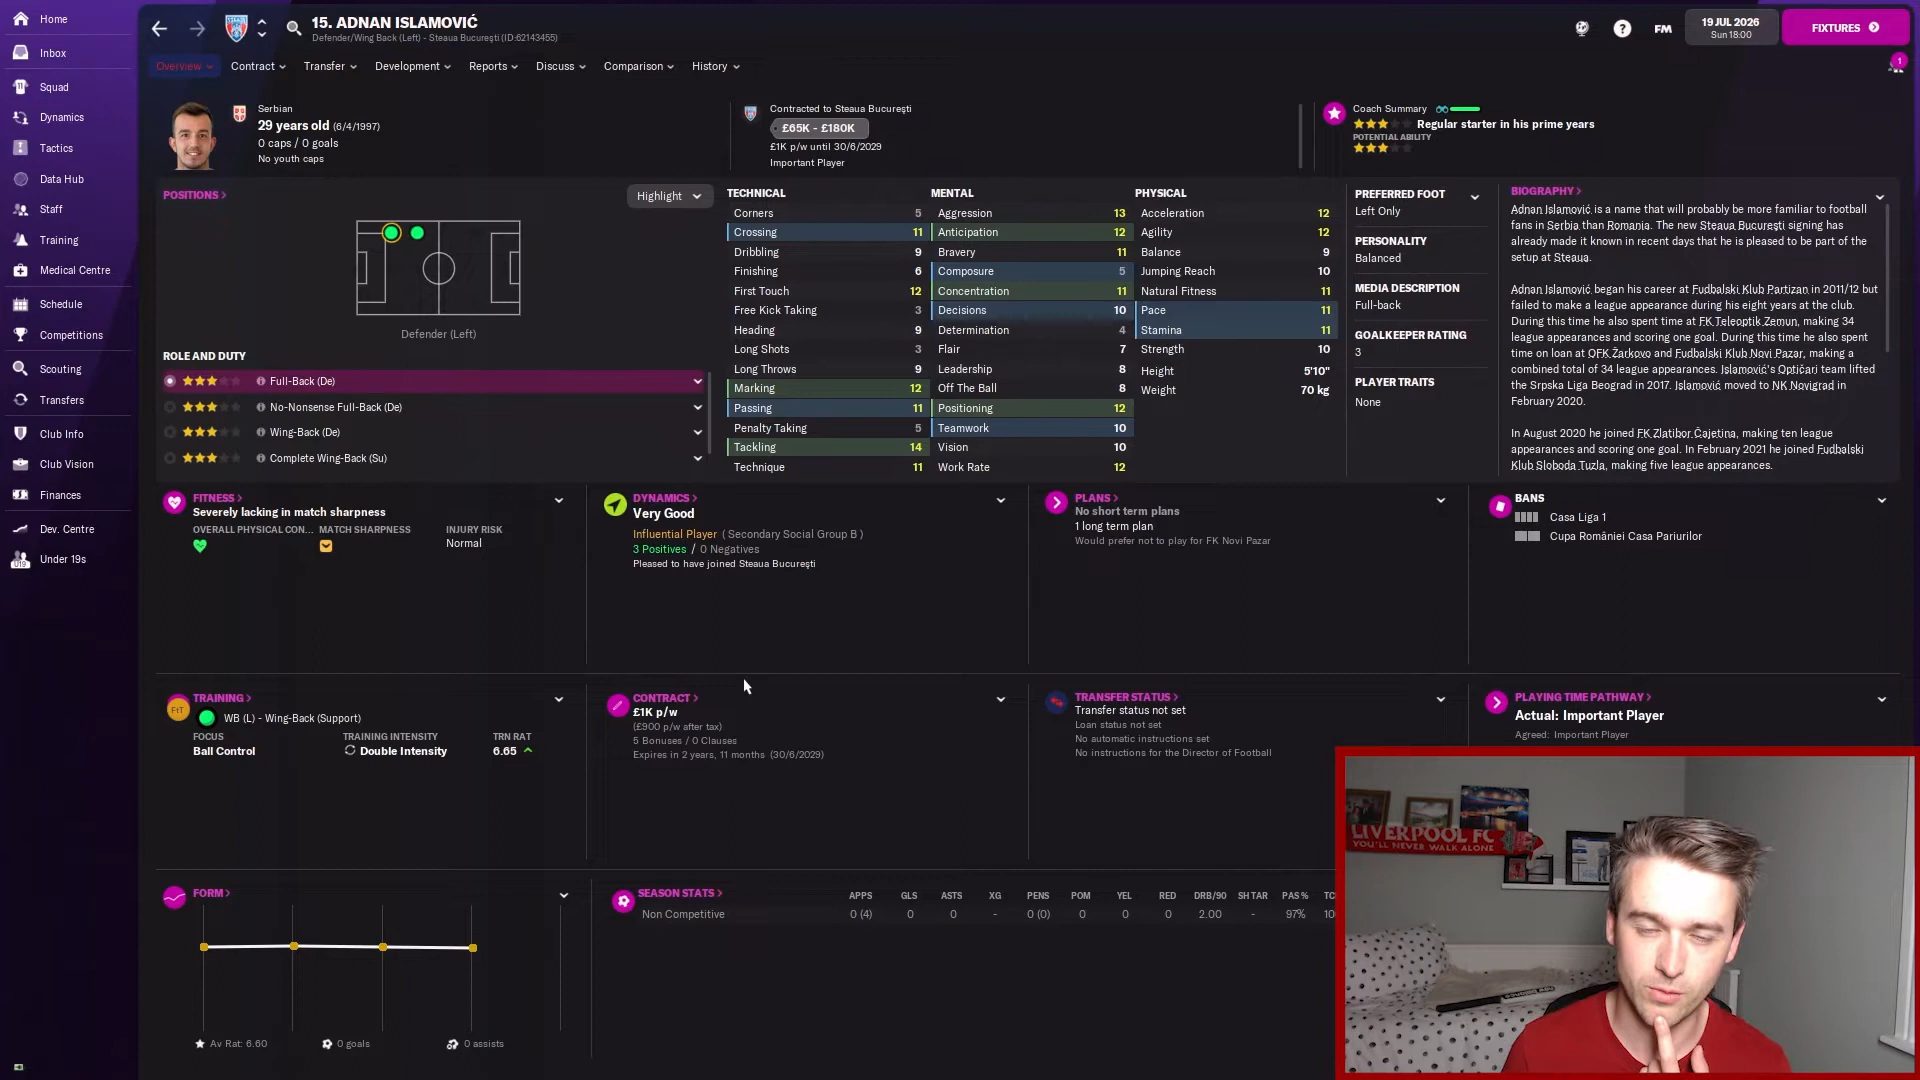 Home
Inbox
Squad
Dynamics
Tactics
Data Hub
Staff
Training
Medical Centre
Schedule
Competitions
Scouting
Transfers
Club Info
Club Vision
Finances
Dev. Centre
Under 19s
15. ADNAN ISLAMOVIĆ
Defender/Wing Back (Left) - Steaua Bucureşti (ID:62143455)
FM
19 JUL 2026
Sun 18:00
FIXTURES
1
Overview
Contract
Transfer
Development
Reports
Discuss
Comparison
History
Serbian
29 years old (6/4/1997)
0 caps / 0 goals
No youth caps
Contracted to Steaua Bucureşti
£65K - £180K
£1K p/w until 30/6/2029
Important Player
Coach Summary
Regular starter in his prime years
POTENTIAL ABILITY
POSITIONS
Highlight
Defender (Left)
ROLE AND DUTY
Full-Back (De)
No-Nonsense Full-Back (De)
Wing-Back (De)
Complete Wing-Back (Su)
TECHNICAL
Corners 5
Crossing 11
Dribbling 9
Finishing 6
First Touch 12
Free Kick Taking 3
Heading 9
Long Shots 3
Long Throws 9
Marking 12
Passing 11
Penalty Taking 5
Tackling 14
Technique 11
MENTAL
Aggression 13
Anticipation 12
Bravery 11
Composure 5
Concentration 11
Decisions 10
Determination 4
Flair 7
Leadership 8
Off The Ball 8
Positioning 12
Teamwork 10
Vision 10
Work Rate 12
PHYSICAL
Acceleration 12
Agility 12
Balance 9
Jumping Reach 10
Natural Fitness 11
Pace 11
Stamina 11
Strength 10
Height 5'10"
Weight 70 kg
PREFERRED FOOT
Left Only
PERSONALITY
Balanced
MEDIA DESCRIPTION
Full-back
GOALKEEPER RATING
3
PLAYER TRAITS
None
BIOGRAPHY
Adnan Islamović is a name that will probably be more familiar to football
fans in Serbia than Romania. The new Steaua Bucureşti signing has
already made it known in recent days that he is pleased to be part of the
setup at Steaua.
Adnan Islamović began his career at Fudbalski Klub Partizan in 2011/12 but
failed to make a league appearance during his eight years at the club.
During this time he also spent time at FK Teleoptik Zemun, making 34
league appearances and scoring one goal. During this time he also spent
time on loan at OFK Žarkovo and Fudbalski Klub Novi Pazar, making a
combined total of 34 league appearances. Islamović's Optičari team lifted
the Srpska Liga Beograd in 2017. Islamović moved to NK Novigrad in
February 2020.
In August 2020 he joined FK Zlatibor Čajetina, making ten league
appearances and scoring one goal. In February 2021 he joined Fudbalski
Klub Sloboda Tuzla, making five league appearances.
FITNESS
Severely lacking in match sharpness
OVERALL PHYSICAL CON... MATCH SHARPNESS INJURY RISK
Normal
DYNAMICS
Very Good
Influential Player ( Secondary Social Group B )
3 Positives / 0 Negatives
Pleased to have joined Steaua Bucureşti
PLANS
No short term plans
1 long term plan
Would prefer not to play for FK Novi Pazar
BANS
Casa Liga 1
Cupa României Casa Pariurilor
TRAINING
FtT
WB (L) - Wing-Back (Support)
FOCUS TRAINING INTENSITY TRN RAT
Ball Control Double Intensity 6.65
CONTRACT
£1K p/w
(£900 p/w after tax)
5 Bonuses / 0 Clauses
Expires in 2 years, 11 months (30/6/2029)
TRANSFER STATUS
Transfer status not set
Loan status not set
No automatic instructions set
No instructions for the Director of Football
PLAYING TIME PATHWAY
Actual: Important Player
Agreed: Important Player
FORM
Av Rat: 6.60
0 goals
0 assists
SEASON STATS APPS GLS ASTS XG PENS POM YEL RED DRB/90 SH TAR PAS %
Non Competitive 0 (4) 0 0 - 0 (0) 0 0 0 2.00 - 97%
LIVERPOOL FC
YOU'LL NEVER WALK ALONE